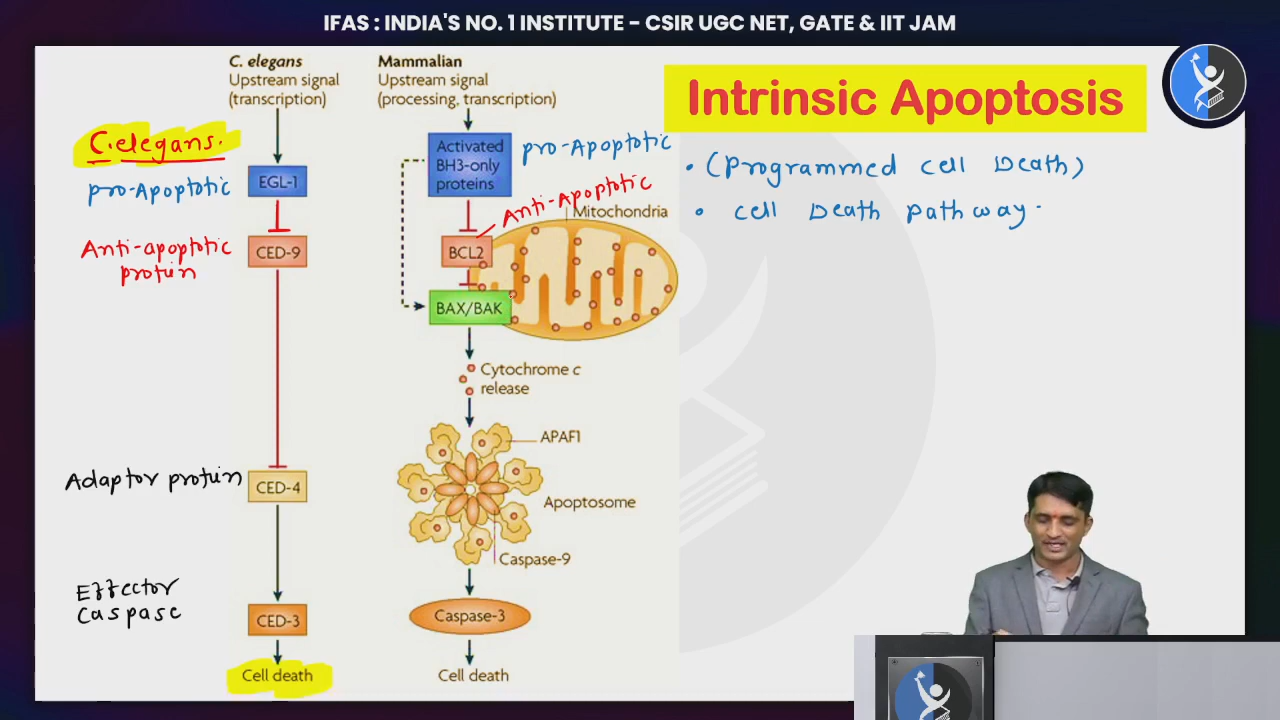 IFAS : INDIA'S NO. 1 INSTITUTE – CSIR UGC NET, GATE & IIT JAM
Intrinsic Apoptosis
• (Programmed cell Death)
• cell Death pathway.
C. elegans
Upstream signal
(transcription)
C.elegans.
pro-Apoptotic
EGL-1
Anti-apoptotic
protein
CED-9
Adaptor protein
CED-4
Effector
Caspase
CED-3
Cell death
Mammalian
Upstream signal
(processing, transcription)
Activated
BH3-only
proteins
pro-Apoptotic
Anti-Apoptotic
Mitochondria
BCL2
BAX/BAK
Cytochrome c
release
APAF1
Apoptosome
Caspase-9
Caspase-3
Cell death